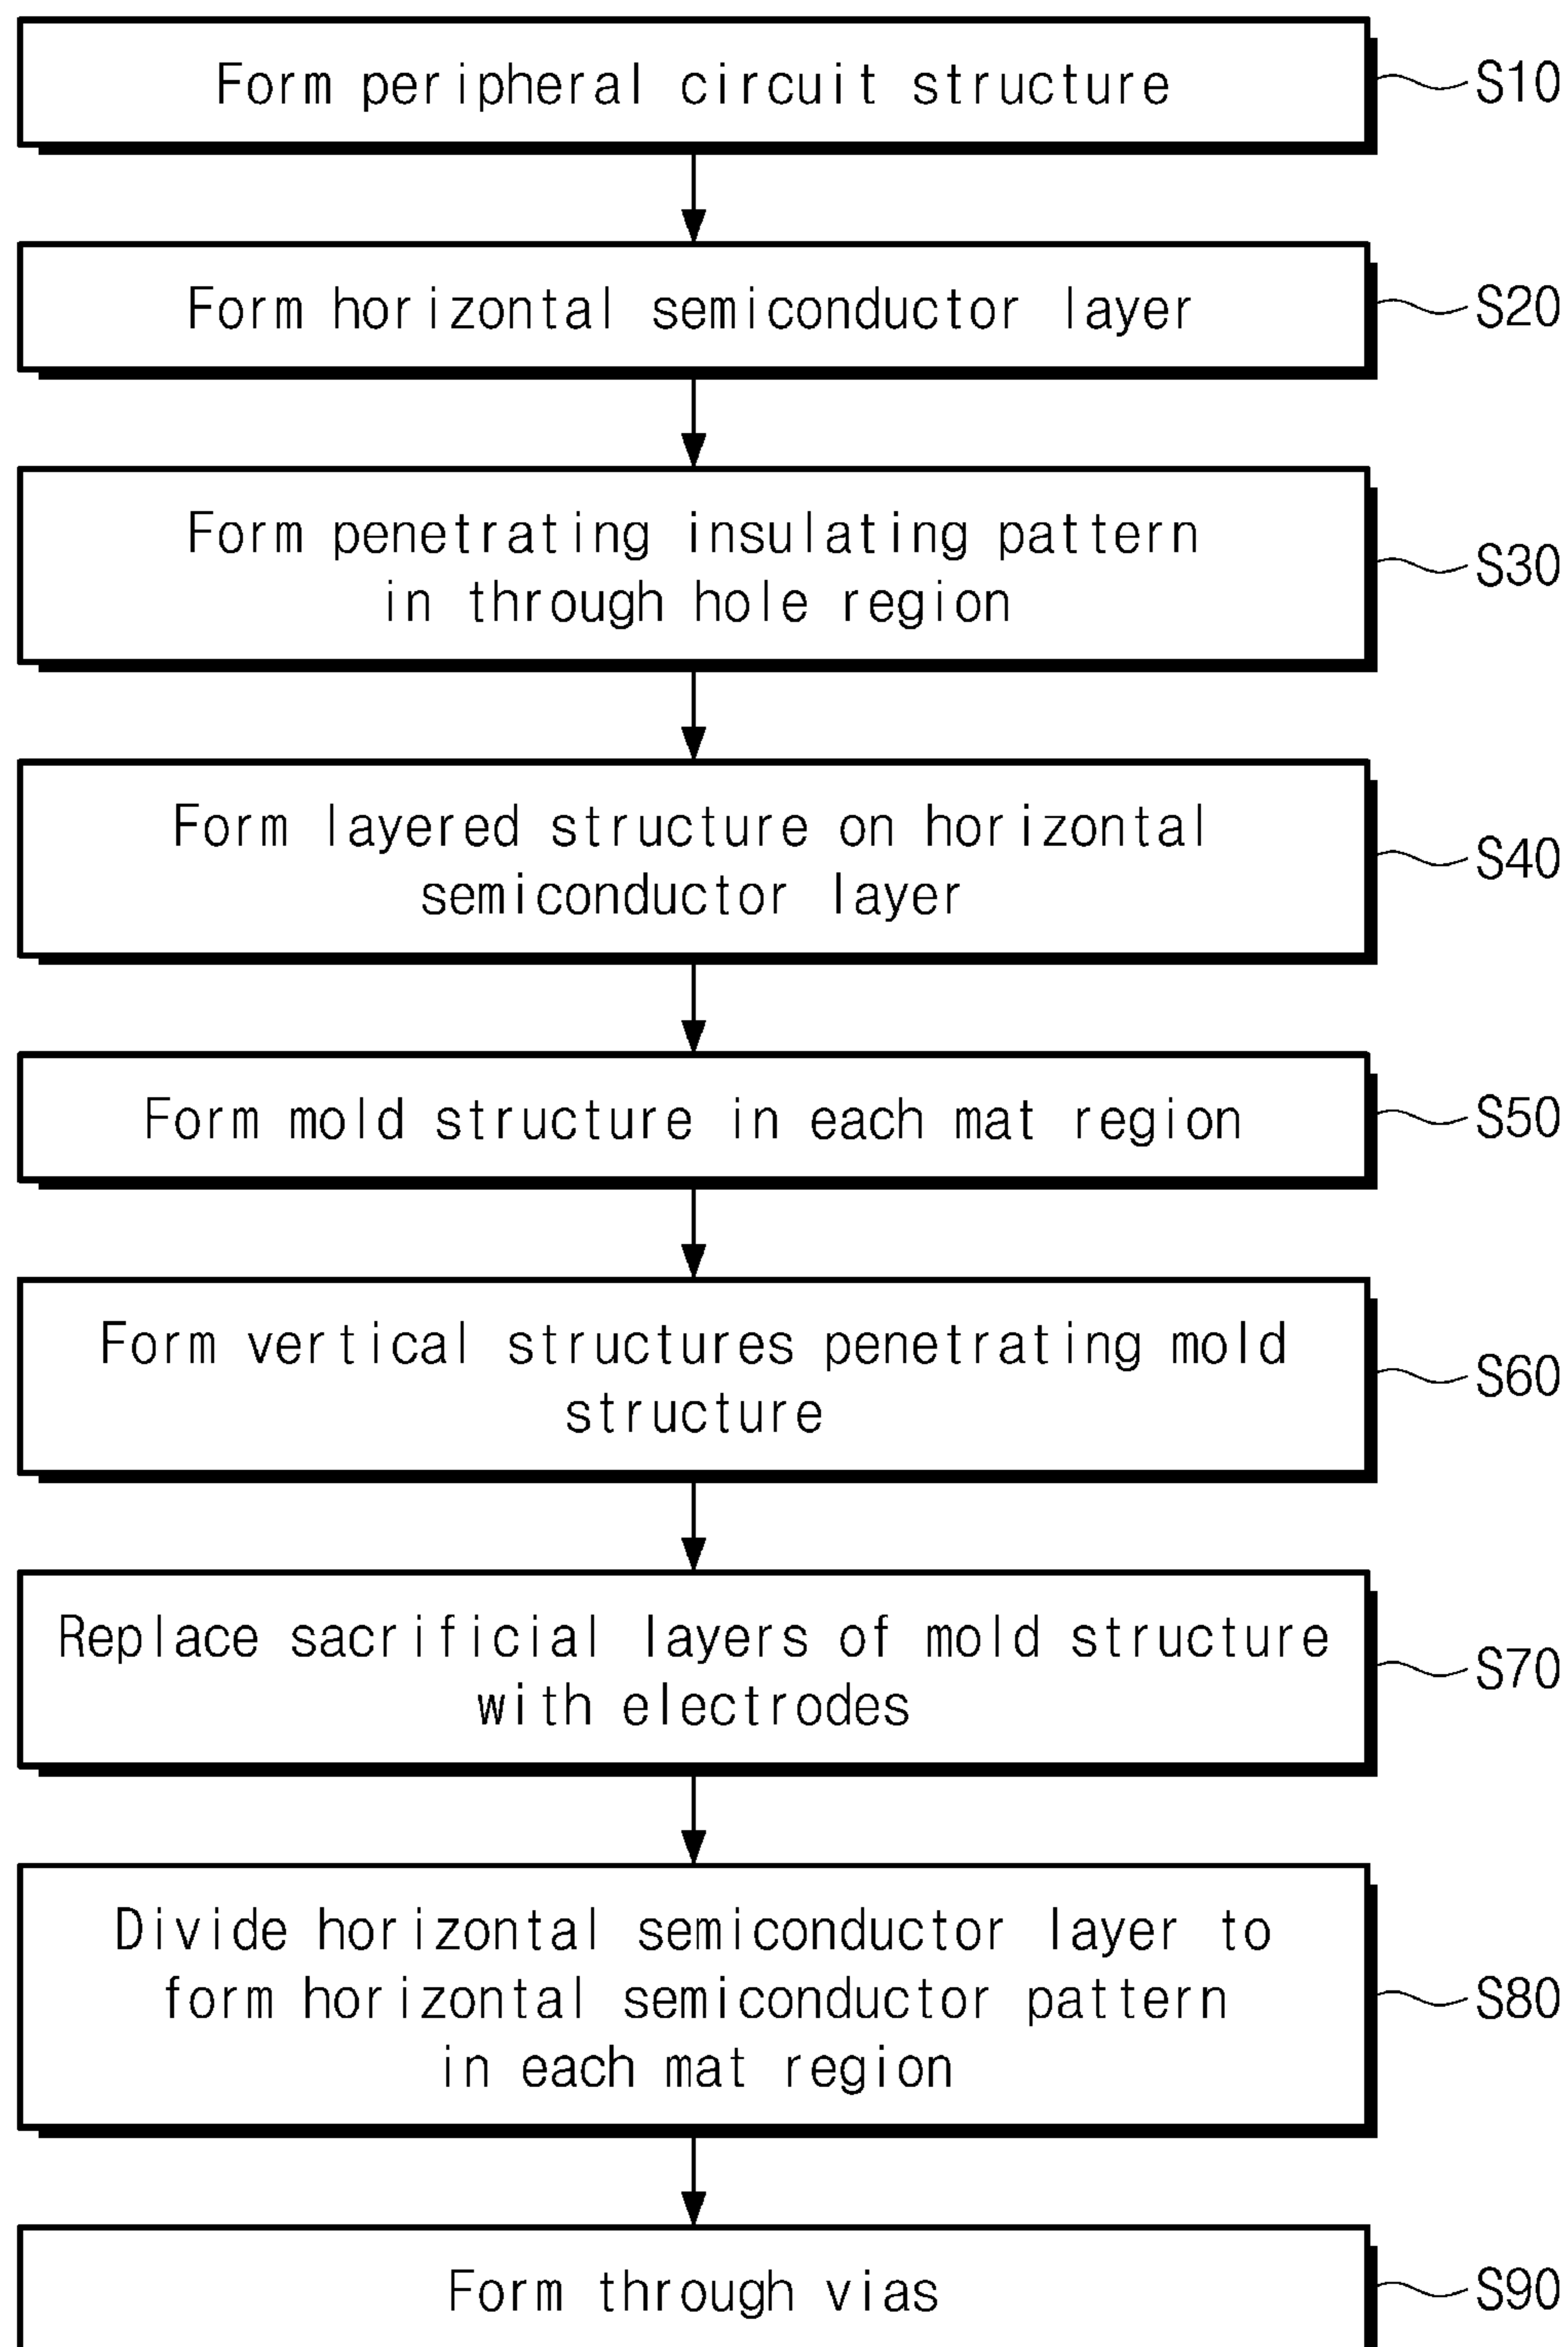 Form peripheral circuit structure
S10
Form horizontal semiconductor layer
S20
Form penetrating insulating pattern
in through hole region
S30
Form layered structure on horizontal
semiconductor layer
S40
Form mold structure in each mat region
S50
Form vertical structures penetrating mold
structure
S60
Replace sacrificial layers of mold structure
with electrodes
S70
Divide horizontal semiconductor layer to
form horizontal semiconductor pattern
in each mat region
S80
Form through vias
S90